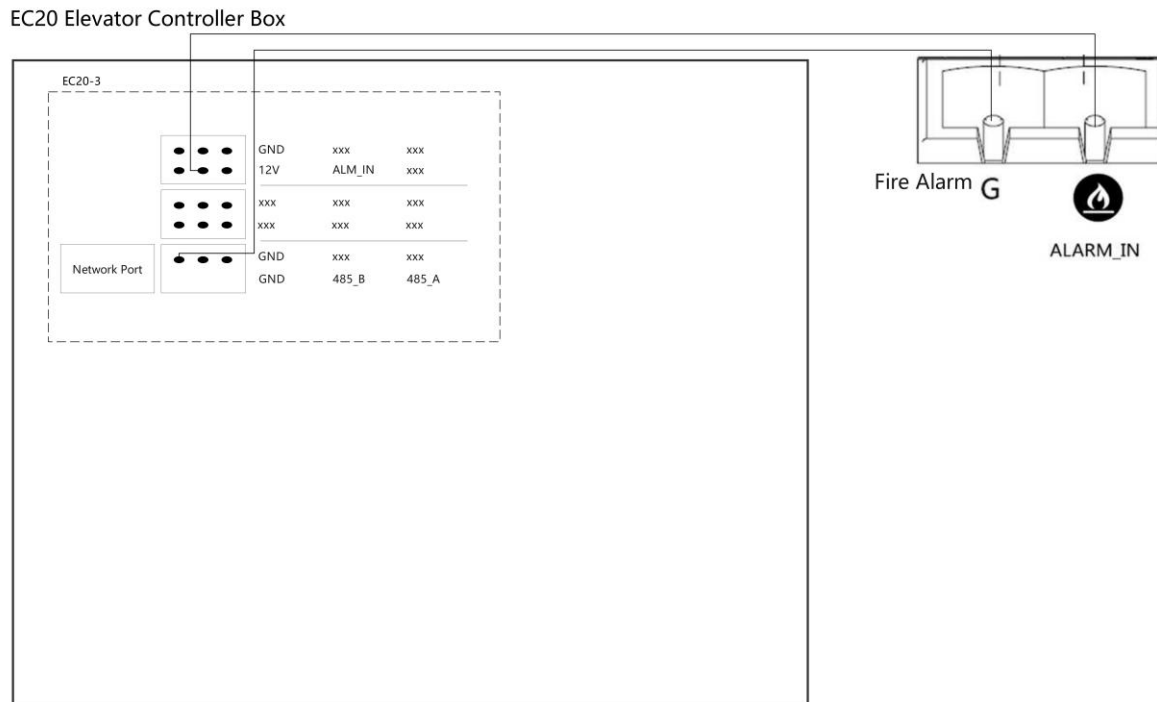 EC20 Elevator Controller Box
EC20-3
GND xxx xxx
12V ALM_IN xxx
xxx xxx xxx
xxx xxx xxx
GND xxx xxx
GND 485_B 485_A
Network Port
Fire Alarm G
ALARM_IN